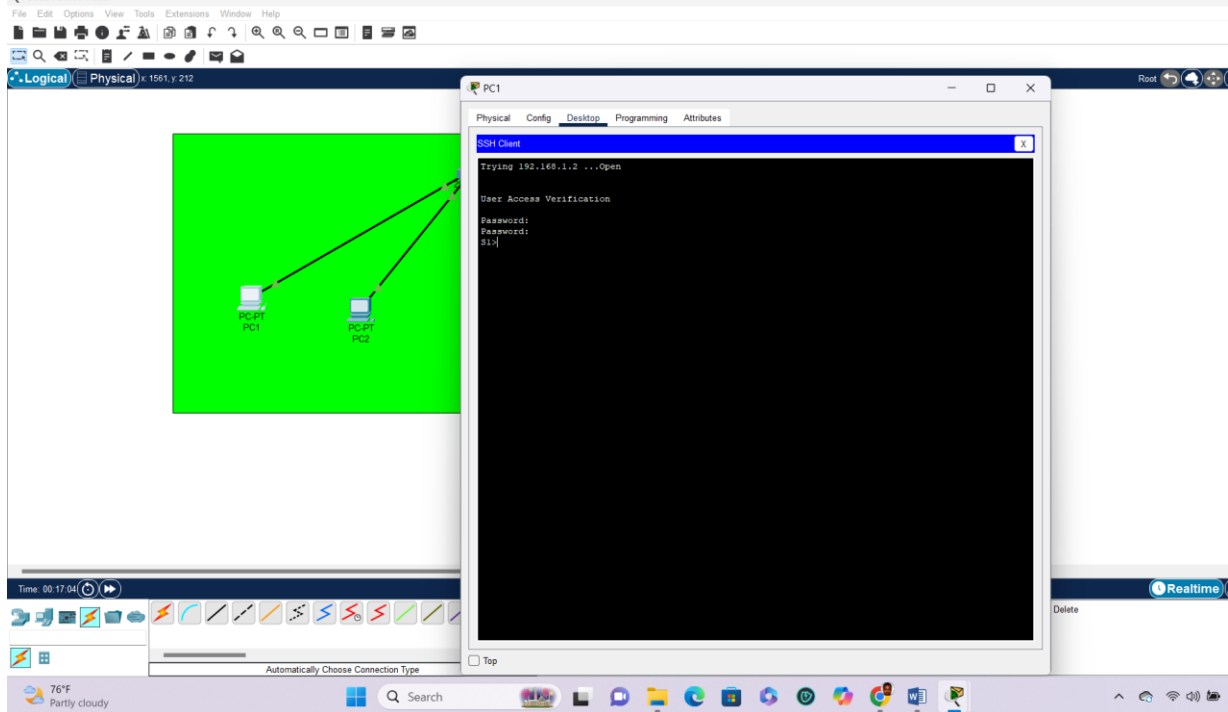 File Edit Options View Tools Extensions Window Help
Logical Physical x: 1561, y: 212
Root
PC1
Physical Config Desktop Programming Attributes
SSH Client
X
Trying 192.168.1.2 ...Open
User Access Verification
Password:
Password:
S1>
PC-PT
PC1
PC-PT
PC2
Time: 00:17:04
Realtime
Delete
Top
Automatically Choose Connection Type
76°F
Partly cloudy
Search